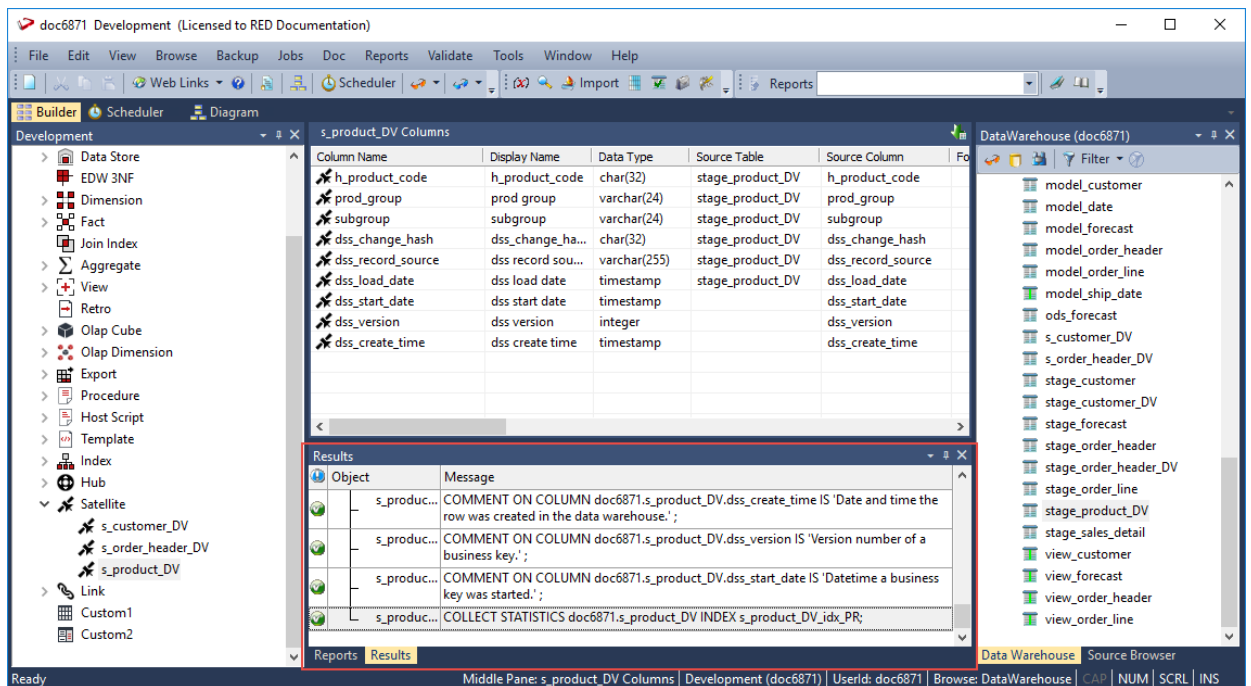 doc6871 Development (Licensed to RED Documentation)
File Edit View Browse Backup Jobs Doc Reports Validate Tools Window Help
Web Links Scheduler (x) Import Reports
Builder Scheduler Diagram
Development
Data Store
EDW 3NF
Dimension
Fact
Join Index
Aggregate
View
Retro
Olap Cube
Olap Dimension
Export
Procedure
Host Script
Template
Index
Hub
Satellite
s_customer_DV
s_order_header_DV
s_product_DV
Link
Custom1
Custom2
s_product_DV Columns
Column Name Display Name Data Type Source Table Source Column Fo
h_product_code h_product_code char(32) stage_product_DV h_product_code
prod_group prod group varchar(24) stage_product_DV prod_group
subgroup subgroup varchar(24) stage_product_DV subgroup
dss_change_hash dss_change_ha... char(32) stage_product_DV dss_change_hash
dss_record_source dss record sou... varchar(255) stage_product_DV dss_record_source
dss_load_date dss load date timestamp stage_product_DV dss_load_date
dss_start_date dss start date timestamp dss_start_date
dss_version dss version integer dss_version
dss_create_time dss create time timestamp dss_create_time
Results
Object Message
s_produc... COMMENT ON COLUMN doc6871.s_product_DV.dss_create_time IS 'Date and time the
row was created in the data warehouse.' ;
s_produc... COMMENT ON COLUMN doc6871.s_product_DV.dss_version IS 'Version number of a
business key.' ;
s_produc... COMMENT ON COLUMN doc6871.s_product_DV.dss_start_date IS 'Datetime a business
key was started.' ;
s_produc... COLLECT STATISTICS doc6871.s_product_DV INDEX s_product_DV_idx_PR;
Reports Results
DataWarehouse (doc6871)
Filter
model_customer
model_date
model_forecast
model_order_header
model_order_line
model_ship_date
ods_forecast
s_customer_DV
s_order_header_DV
stage_customer
stage_customer_DV
stage_forecast
stage_order_header
stage_order_header_DV
stage_order_line
stage_product_DV
stage_sales_detail
view_customer
view_forecast
view_order_header
view_order_line
Data Warehouse Source Browser
Ready Middle Pane: s_product_DV Columns Development (doc6871) UserId: doc6871 Browse: DataWarehouse CAP NUM SCRL INS